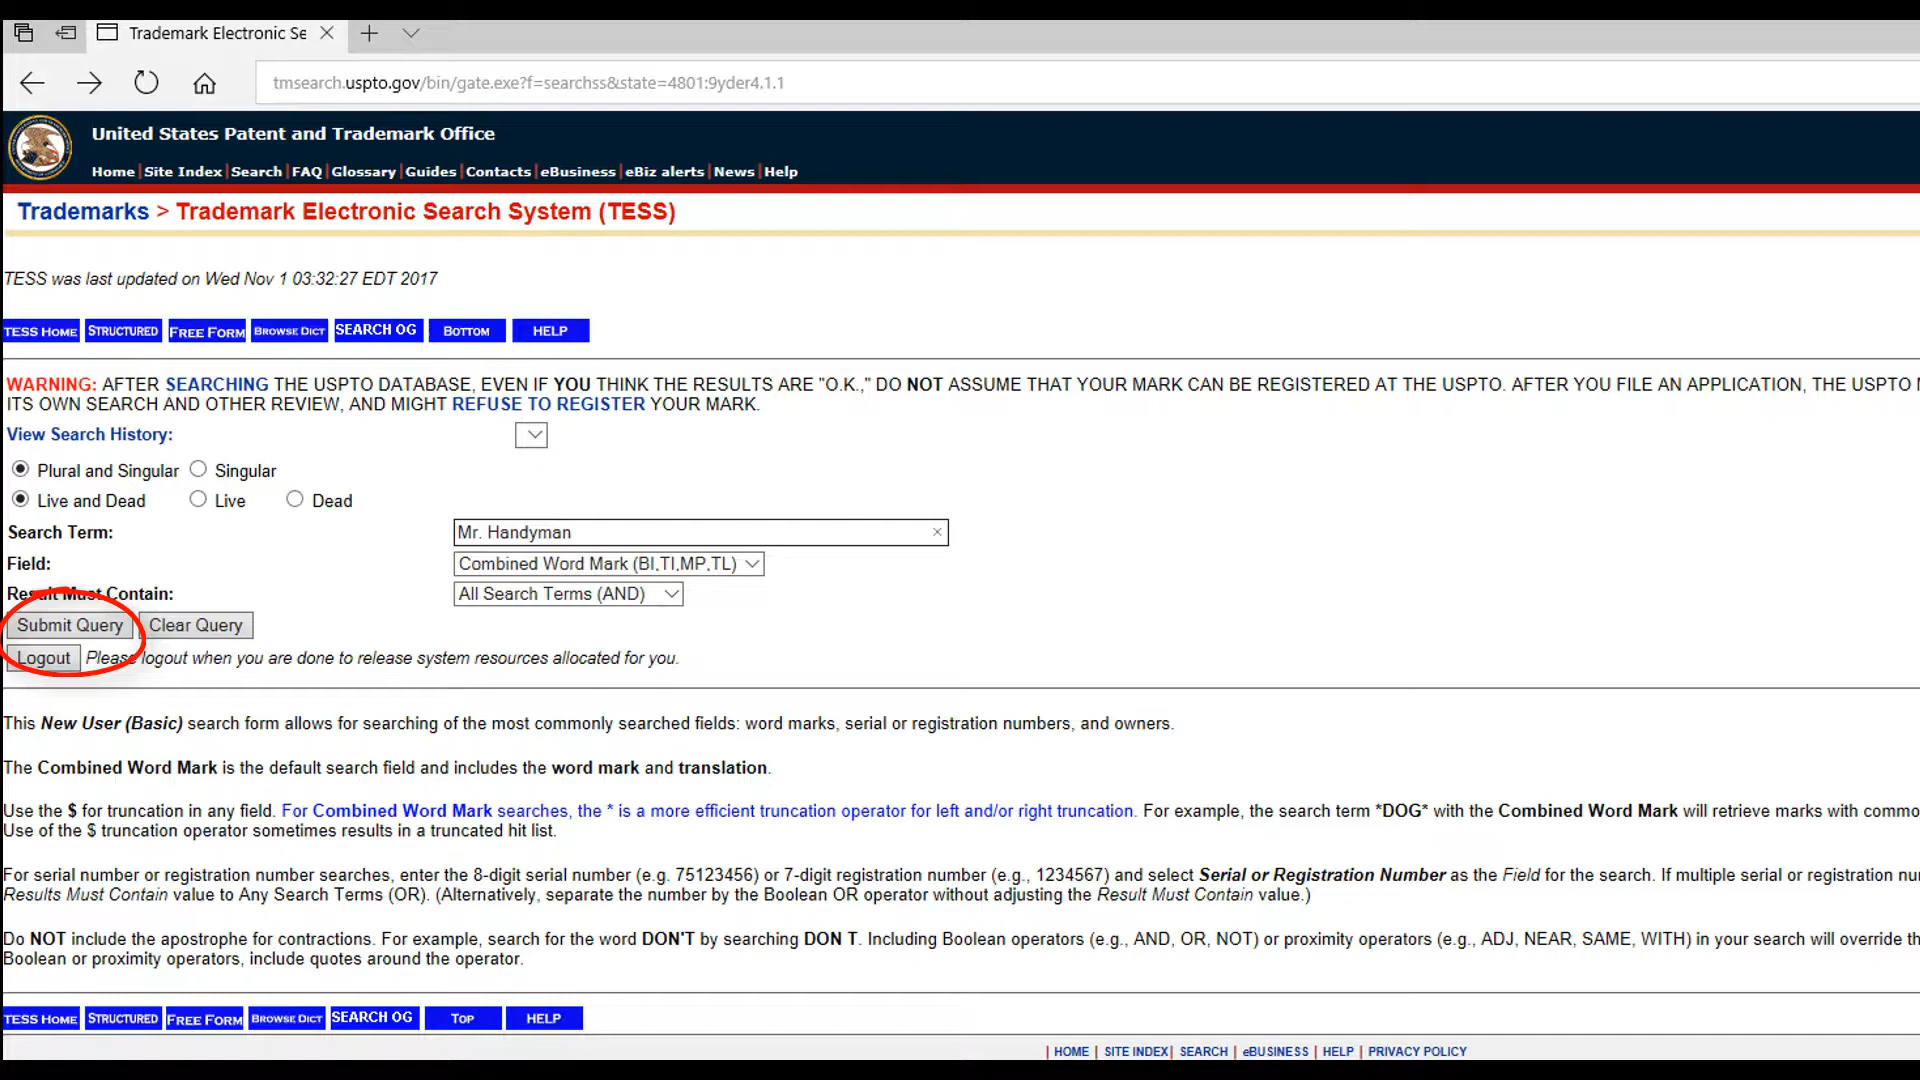 Trademark Electronic Se
tmsearch.uspto.gov/bin/gate.exe?f=searchss&state=4801:9yder4.1.1
United States Patent and Trademark Office
Home|Site Index|Search|FAQ|Glossary|Guides|Contacts|eBusiness|eBiz alerts|News|Help
Trademarks > Trademark Electronic Search System (TESS)
TESS was last updated on Wed Nov 1 03:32:27 EDT 2017
TESS HOME STRUCTURED FREE FORM BROWSE DICT SEARCH OG BOTTOM HELP
WARNING: AFTER SEARCHING THE USPTO DATABASE, EVEN IF YOU THINK THE RESULTS ARE "O.K.," DO NOT ASSUME THAT YOUR MARK CAN BE REGISTERED AT THE USPTO. AFTER YOU FILE AN APPLICATION, THE USPTO
ITS OWN SEARCH AND OTHER REVIEW, AND MIGHT REFUSE TO REGISTER YOUR MARK.
View Search History:
Plural and Singular Singular
Live and Dead Live Dead
Search Term: Mr. Handyman
Field: Combined Word Mark (BI,TI,MP,TL)
Result Must Contain: All Search Terms (AND)
Submit Query Clear Query
Logout Please logout when you are done to release system resources allocated for you.
This New User (Basic) search form allows for searching of the most commonly searched fields: word marks, serial or registration numbers, and owners.
The Combined Word Mark is the default search field and includes the word mark and translation.
Use the $ for truncation in any field. For Combined Word Mark searches, the * is a more efficient truncation operator for left and/or right truncation. For example, the search term *DOG* with the Combined Word Mark will retrieve marks with commo
Use of the $ truncation operator sometimes results in a truncated hit list.
For serial number or registration number searches, enter the 8-digit serial number (e.g. 75123456) or 7-digit registration number (e.g., 1234567) and select Serial or Registration Number as the Field for the search. If multiple serial or registration nu
Results Must Contain value to Any Search Terms (OR). (Alternatively, separate the number by the Boolean OR operator without adjusting the Result Must Contain value.)
Do NOT include the apostrophe for contractions. For example, search for the word DON'T by searching DON T. Including Boolean operators (e.g., AND, OR, NOT) or proximity operators (e.g., ADJ, NEAR, SAME, WITH) in your search will override th
Boolean or proximity operators, include quotes around the operator.
TESS HOME STRUCTURED FREE FORM BROWSE DICT SEARCH OG TOP HELP
| HOME | SITE INDEX| SEARCH | eBUSINESS | HELP | PRIVACY POLICY